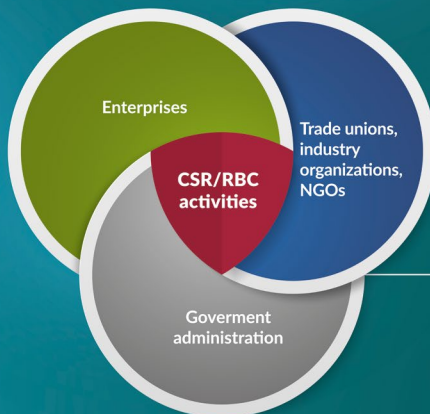 Enterprises
Trade unions,
industry
organizations,
NGOs
CSR/RBC
activities
Goverment
administration